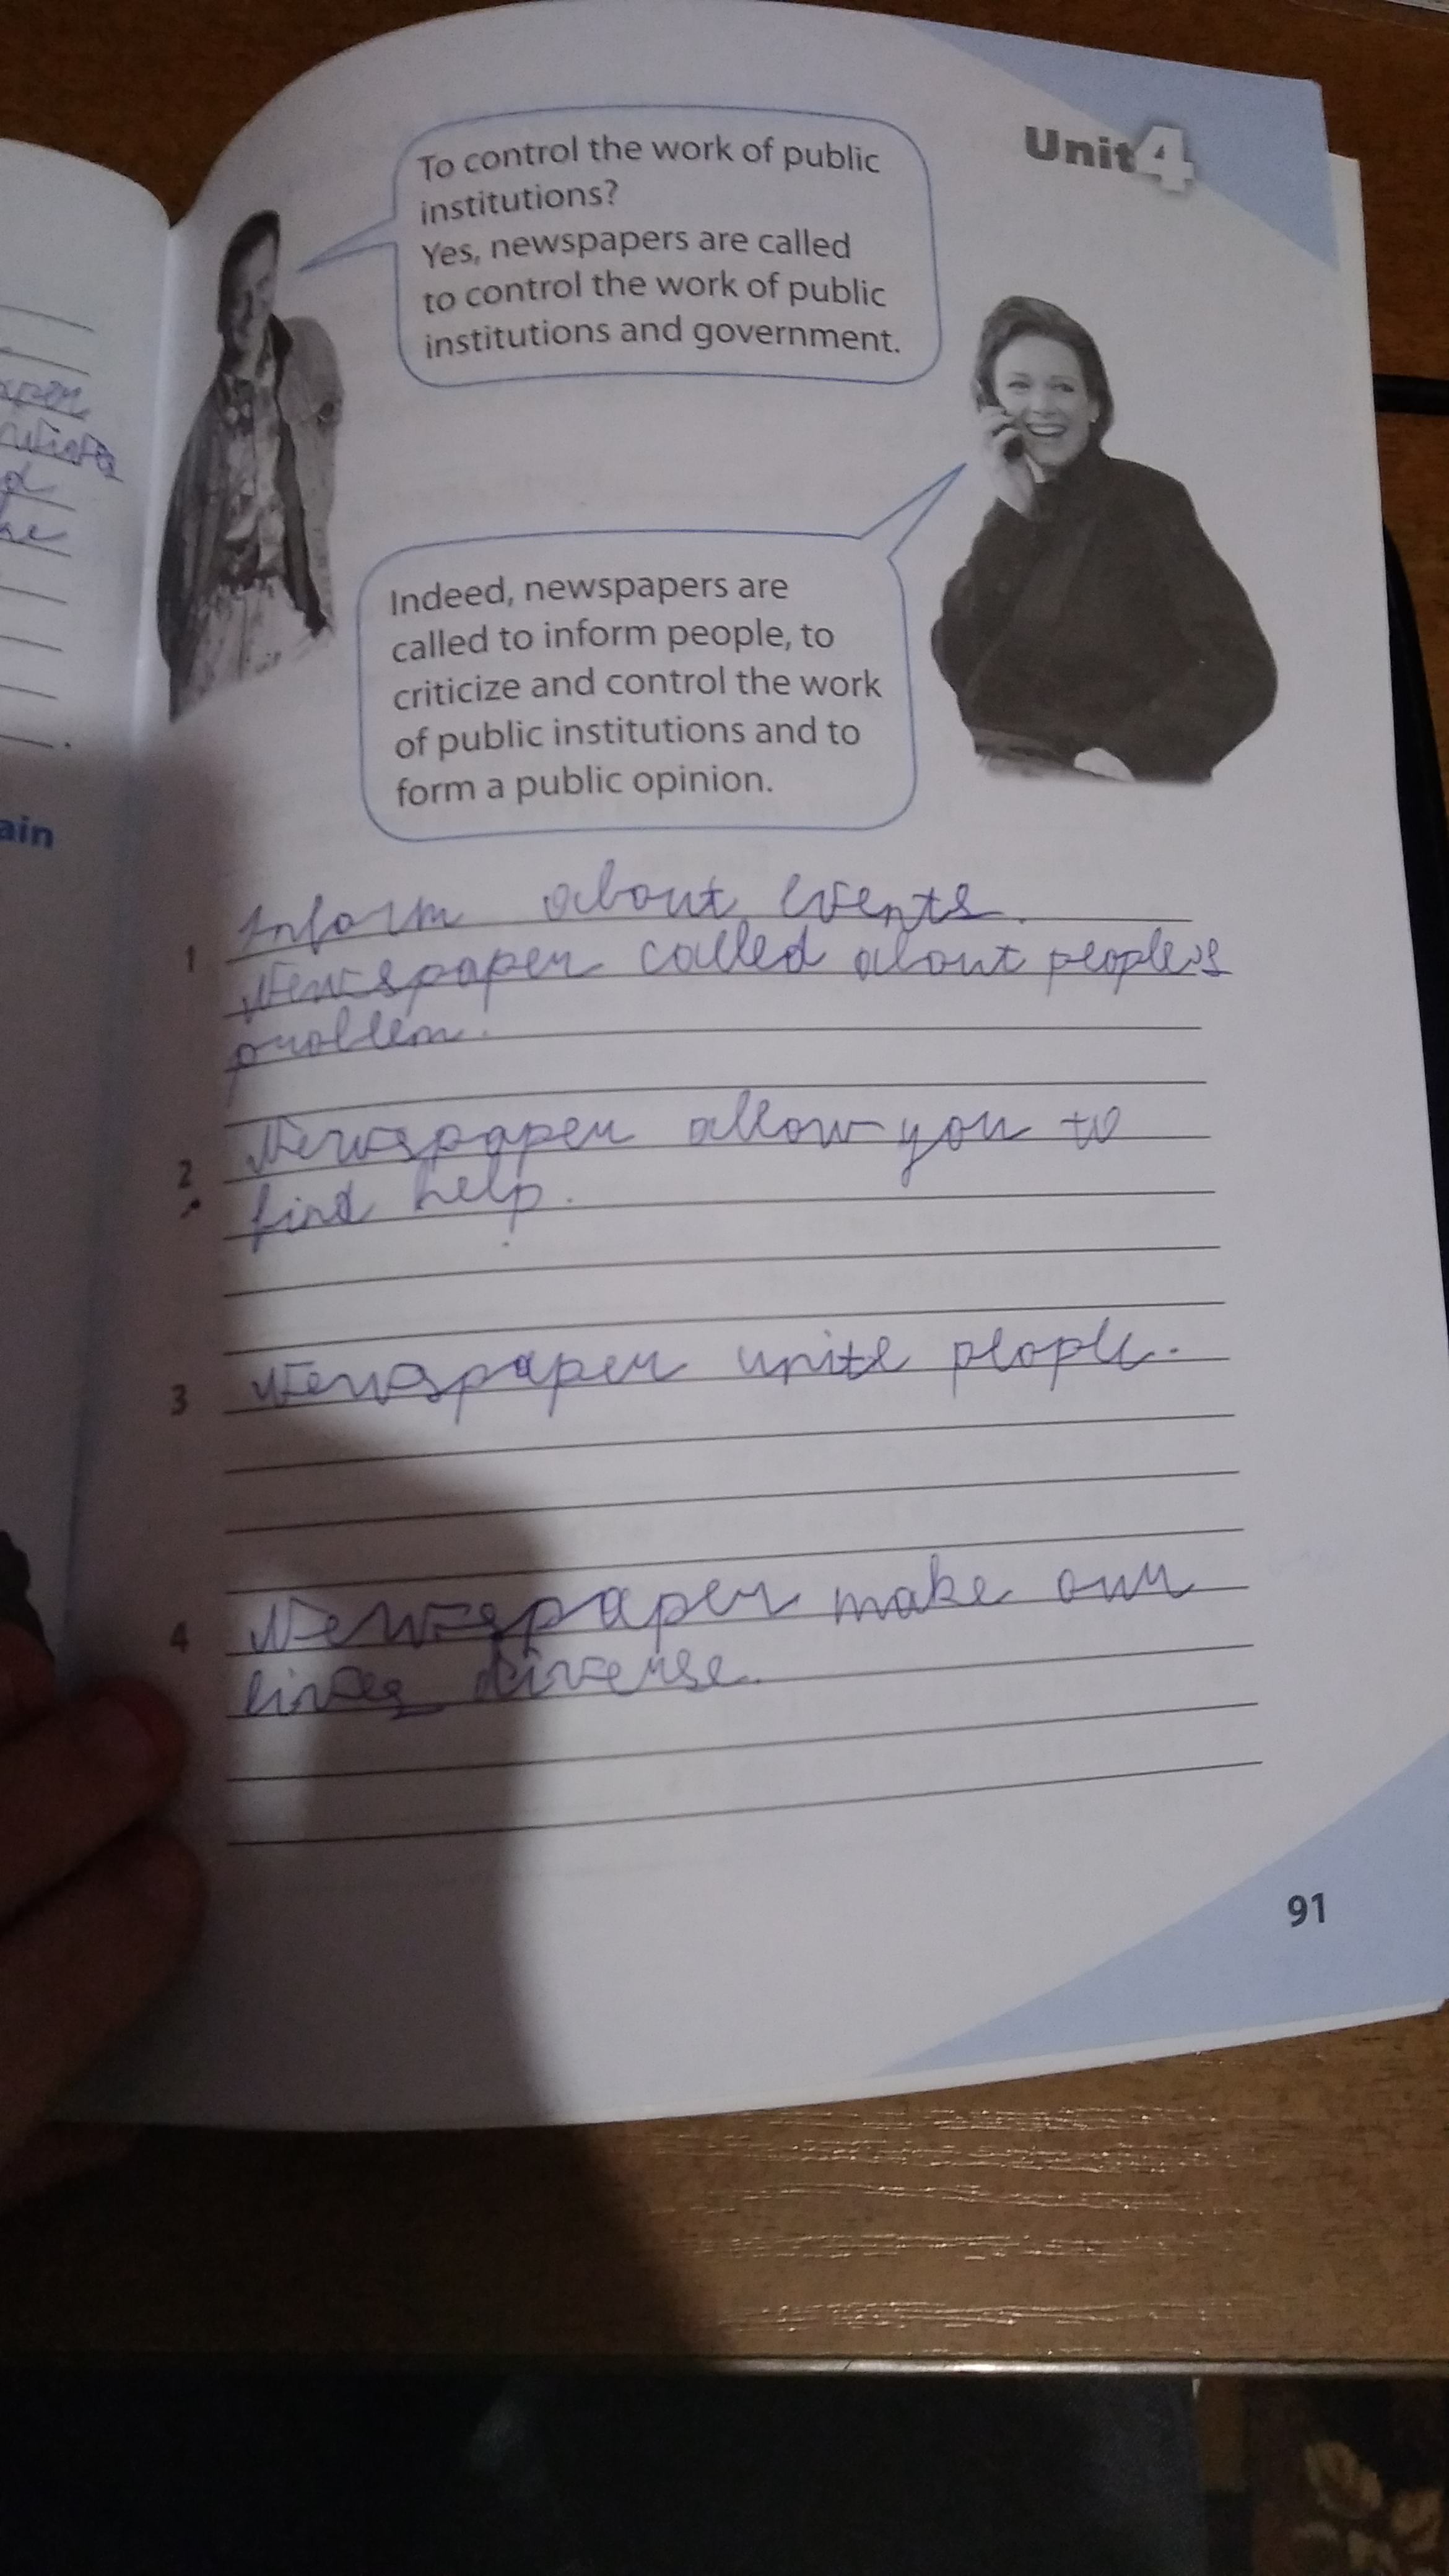 Unit 4
To control the work of public
institutions?
Yes, newspapers are called
to control the work of public
institutions and government.
Indeed, newspapers are
called to inform people, to
criticize and control the work
of public institutions and to
form a public opinion.
ain
Inform about events.
1 Newspaper called about people's
problem.
2 Newspaper allow you to
find help.
3 Newspaper unite people.
4 Newspaper make our
lives diverse.
91